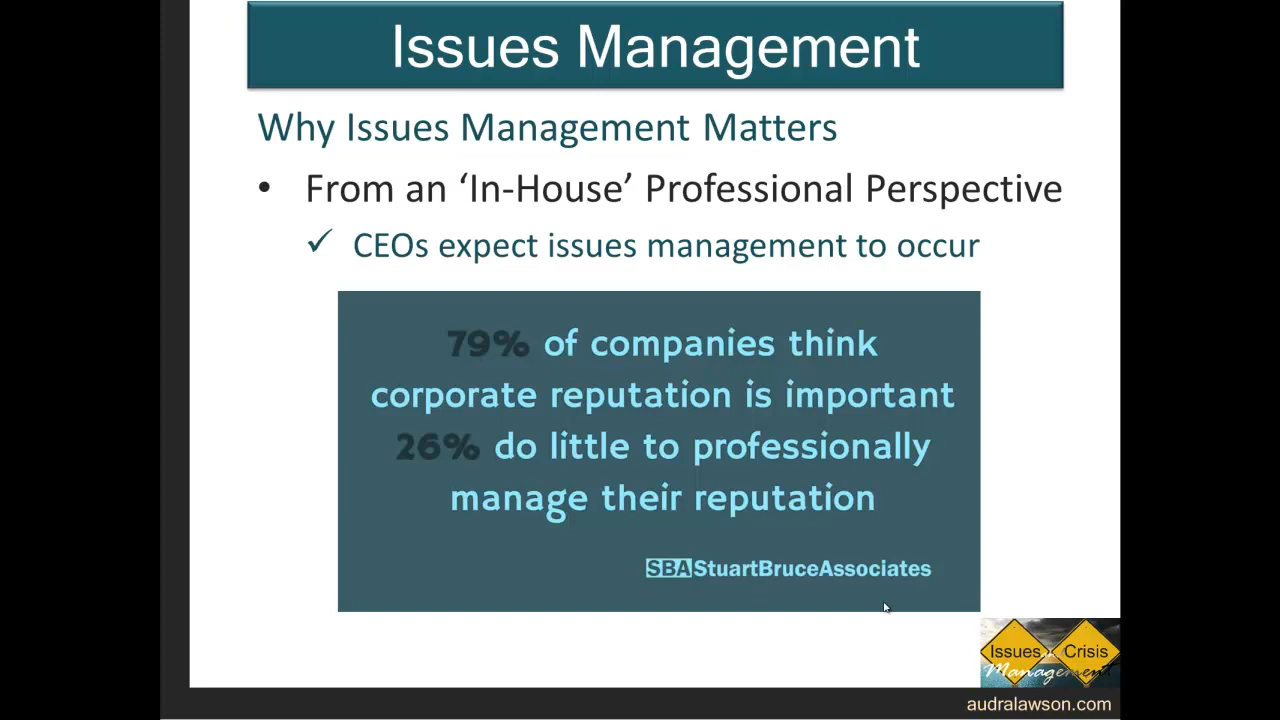 Issues Management
Why Issues Management Matters
• From an ‘In-House’ Professional Perspective
✓ CEOs expect issues management to occur
79% of companies think
corporate reputation is important
26% do little to professionally
manage their reputation
SBAStuartBruceAssociates
Issues Crisis
Management
audralawson.com